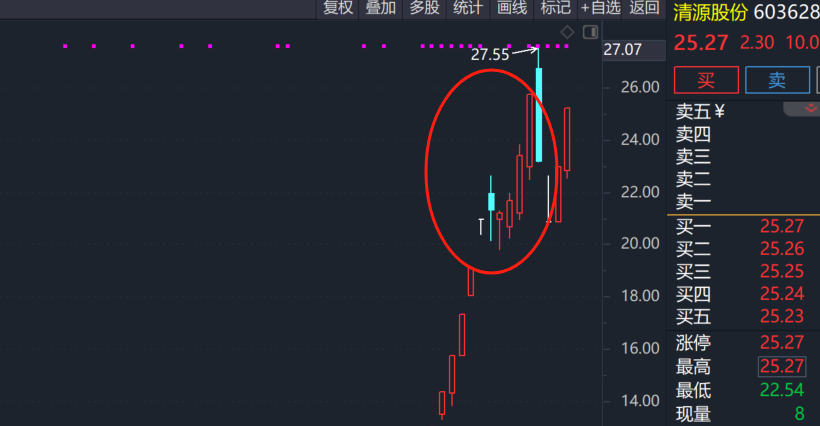 复权 叠加 多股 统计 画线 标记 +自选 返回
清源股份 603628
25.27 2.30 10.0
27.55
27.07
26.00
24.00
22.00
20.00
18.00
16.00
14.00
买 卖
卖五¥
卖四
卖三
卖二
卖一
买一 25.27
买二 25.26
买三 25.25
买四 25.24
买五 25.23
涨停 25.27
最高 25.27
最低 22.54
现量 8